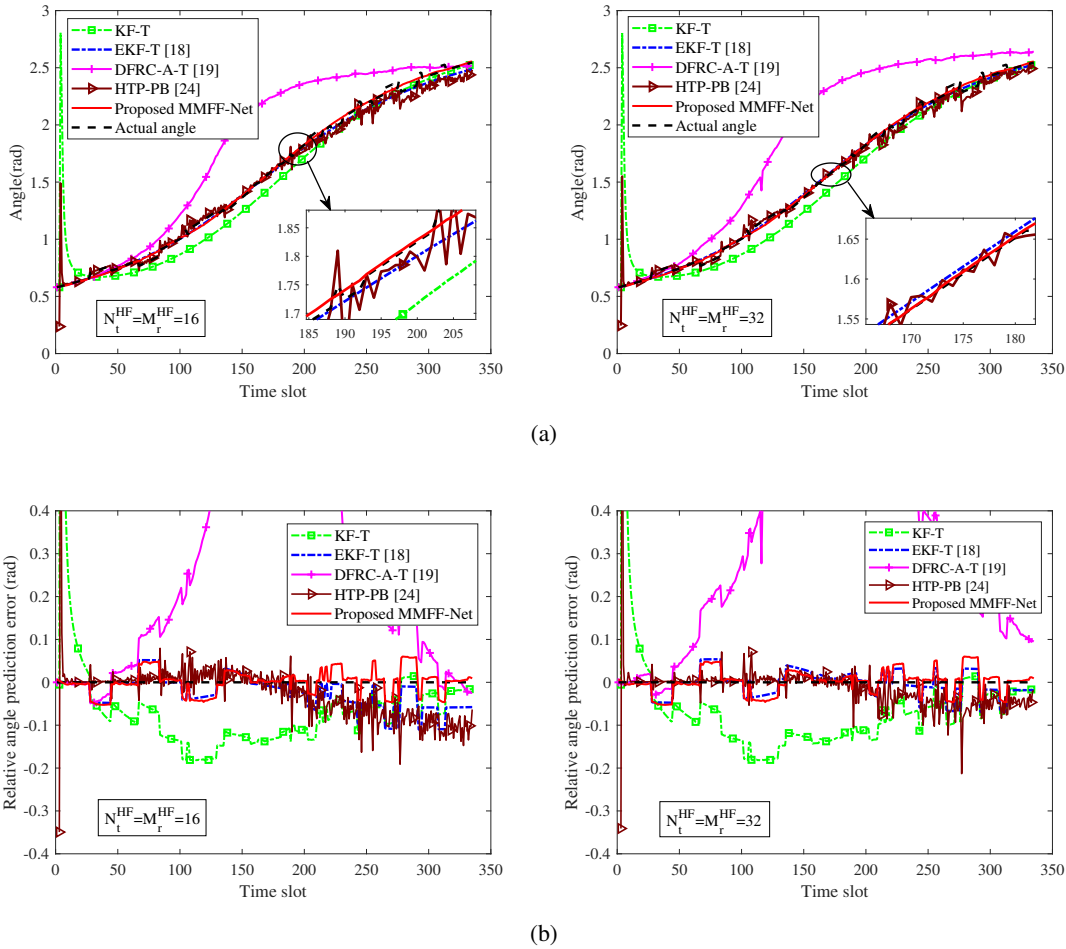 3
2.5
2
1.5
1
0.5
0
0
50
100
150
200
250
300
350
Angle(rad)
Time slot
KF-T
EKF-T [18]
DFRC-A-T [19]
HTP-PB [24]
Proposed MMFF-Net
Actual angle
1.85
1.8
1.75
1.7
185
190
195
200
205
N_t^HF=M_r^HF=16
3
2.5
2
1.5
1
0.5
0
0
50
100
150
200
250
300
350
Angle(rad)
Time slot
KF-T
EKF-T [18]
DFRC-A-T [19]
HTP-PB [24]
Proposed MMFF-Net
Actual angle
1.65
1.6
1.55
170
175
180
N_t^HF=M_r^HF=32
(a)
0.4
0.3
0.2
0.1
0
-0.1
-0.2
-0.3
-0.4
0
50
100
150
200
250
300
350
Relative angle prediction error (rad)
Time slot
KF-T
EKF-T [18]
DFRC-A-T [19]
HTP-PB [24]
Proposed MMFF-Net
N_t^HF=M_r^HF=16
0.4
0.3
0.2
0.1
0
-0.1
-0.2
-0.3
-0.4
0
50
100
150
200
250
300
350
Relative angle prediction error (rad)
Time slot
KF-T
EKF-T [18]
DFRC-A-T [19]
HTP-PB [24]
Proposed MMFF-Net
N_t^HF=M_r^HF=32
(b)